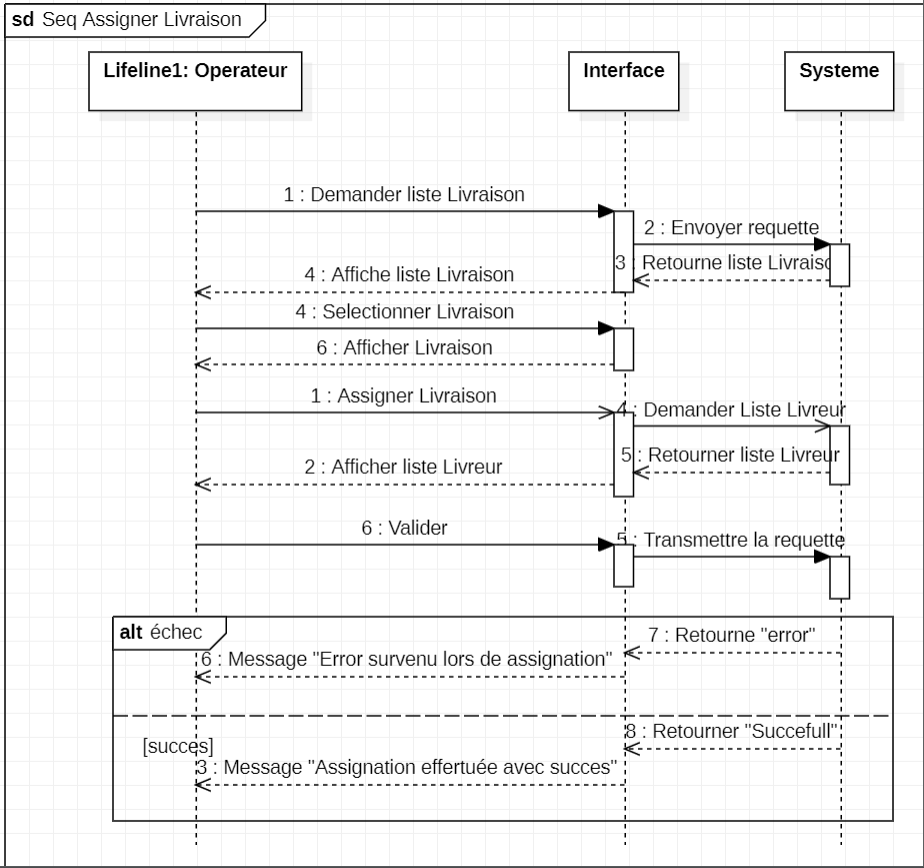 sd Seq Assigner Livraison
Lifeline1: Operateur
Interface
Systeme
1 : Demander liste Livraison
2 : Envoyer requette
3 : Retourne liste Livraiso
4 : Affiche liste Livraison
4 : Selectionner Livraison
6 : Afficher Livraison
1 : Assigner Livraison
4 : Demander Liste Livreur
5 : Retourner liste Livreur
2 : Afficher liste Livreur
6 : Valider
5 : Transmettre la requette
alt échec
7 : Retourne "error"
6 : Message "Error survenu lors de assignation"
8 : Retourner "Succefull"
[succes]
3 : Message "Assignation effertuée avec succes"